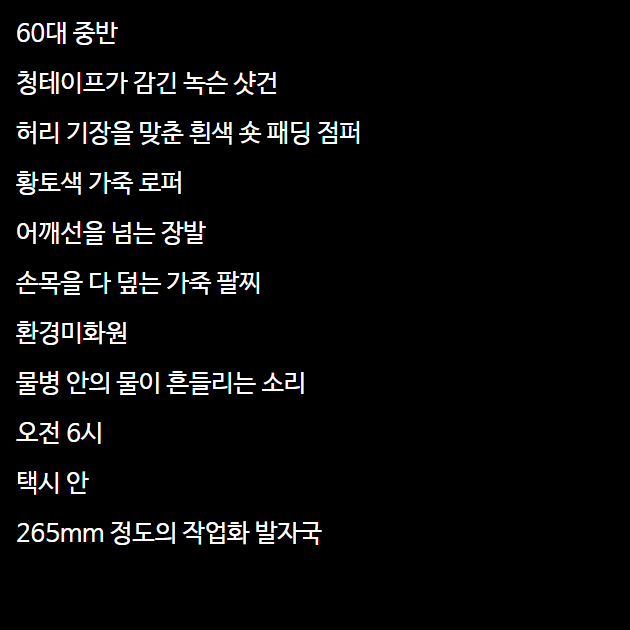 60대 중반
청테이프가 감긴 녹슨 샷건
허리 기장을 맞춘 흰색 숏 패딩 점퍼
황토색 가죽 로퍼
어깨선을 넘는 장발
손목을 다 덮는 가죽 팔찌
환경미화원
물병 안의 물이 흔들리는 소리
오전 6시
택시 안
265mm 정도의 작업화 발자국